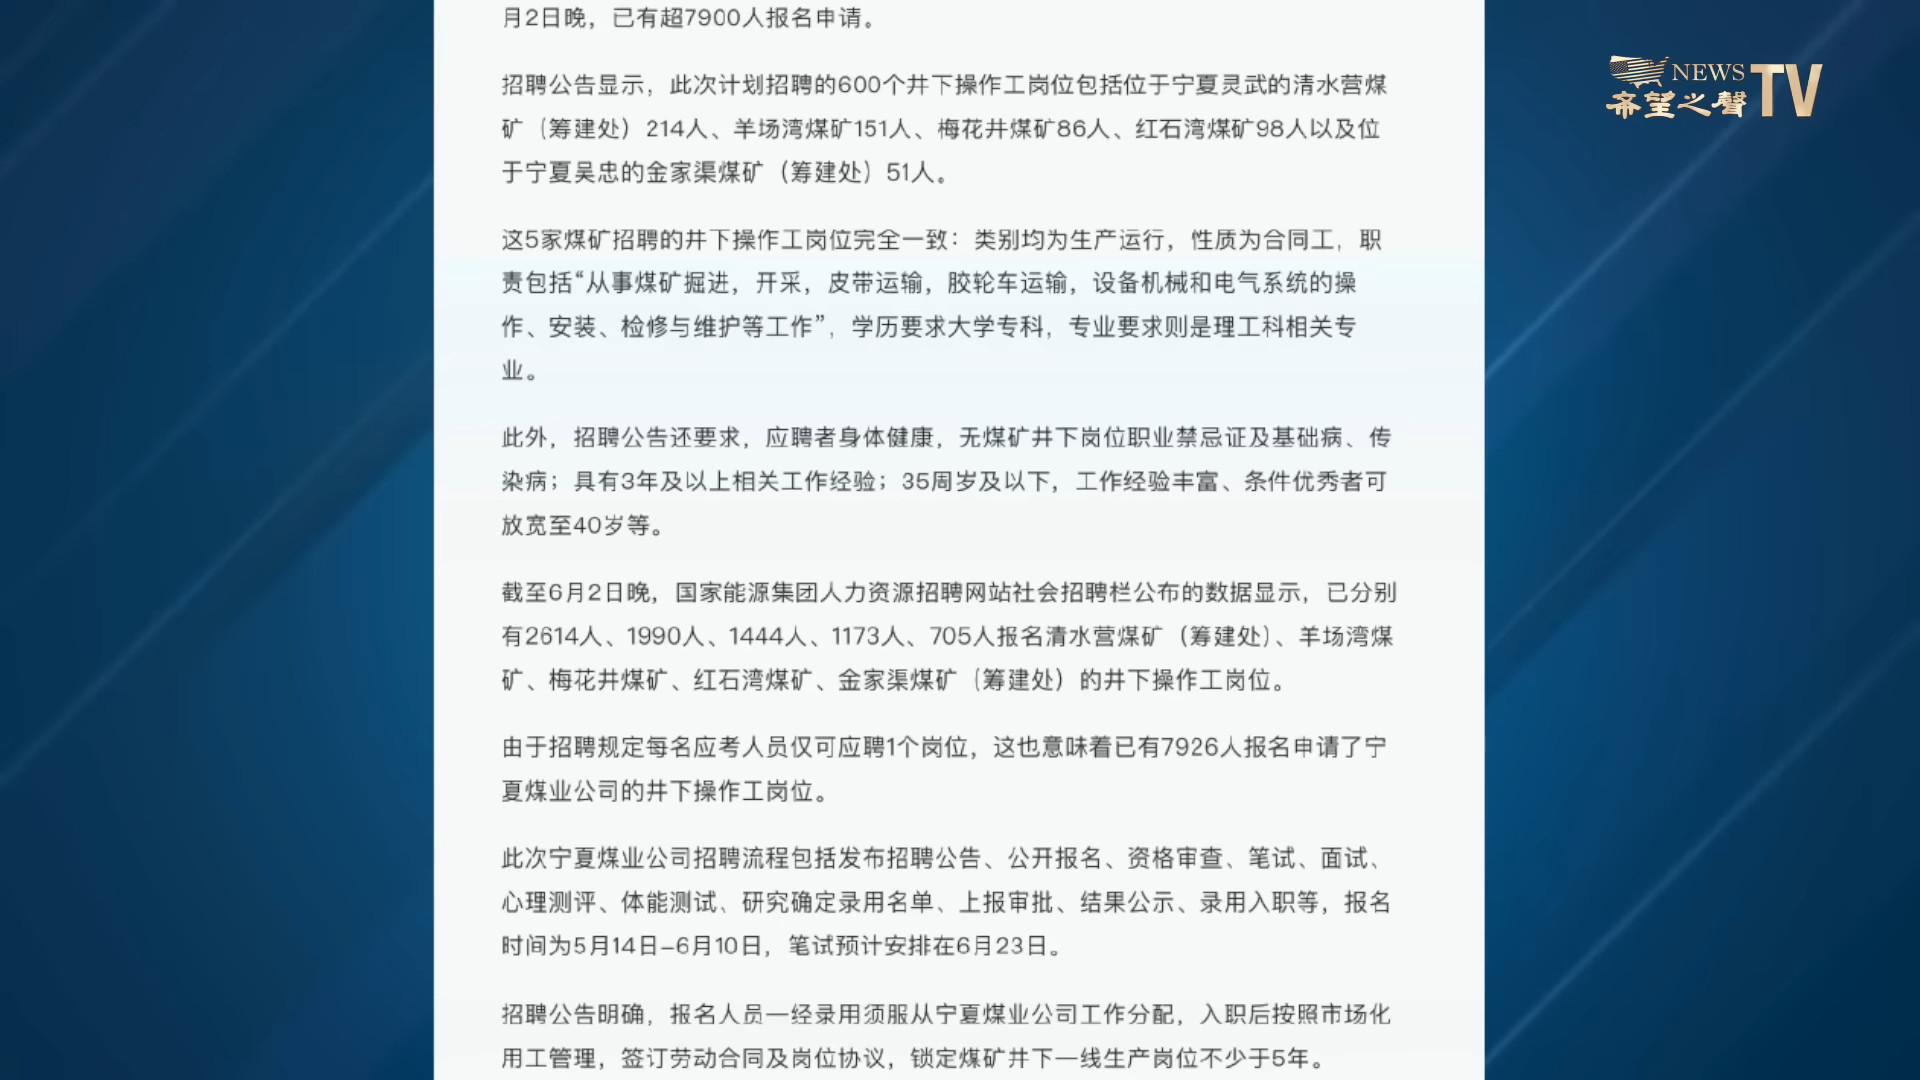 月2日晚，已有超7900人报名申请。
NEWS
希望之聲TV
招聘公告显示，此次计划招聘的600个井下操作工岗位包括位于宁夏灵武的清水营煤
矿（筹建处）214人、羊场湾煤矿151人、梅花井煤矿86人、红石湾煤矿98人以及位
于宁夏吴忠的金家渠煤矿（筹建处）51人。
这5家煤矿招聘的井下操作工岗位完全一致：类别均为生产运行，性质为合同工，职
责包括“从事煤矿掘进，开采，皮带运输，胶轮车运输，设备机械和电气系统的操
作、安装、检修与维护等工作”，学历要求大学专科，专业要求则是理工科相关专
业。
此外，招聘公告还要求，应聘者身体健康，无煤矿井下岗位职业禁忌证及基础病、传
染病；具有3年及以上相关工作经验；35周岁及以下，工作经验丰富、条件优秀者可
放宽至40岁等。
截至6月2日晚，国家能源集团人力资源招聘网站社会招聘栏公布的数据显示，已分别
有2614人、1990人、1444人、1173人、705人报名清水营煤矿（筹建处）、羊场湾煤
矿、梅花井煤矿、红石湾煤矿、金家渠煤矿（筹建处）的井下操作工岗位。
由于招聘规定每名应考人员仅可应聘1个岗位，这也意味着已有7926人报名申请了宁
夏煤业公司的井下操作工岗位。
此次宁夏煤业公司招聘流程包括发布招聘公告、公开报名、资格审查、笔试、面试、
心理测评、体能测试、研究确定录用名单、上报审批、结果公示、录用入职等，报名
时间为5月14日–6月10日，笔试预计安排在6月23日。
招聘公告明确，报名人员一经录用须服从宁夏煤业公司工作分配，入职后按照市场化
用工管理，签订劳动合同及岗位协议，锁定煤矿井下一线生产岗位不少于5年。